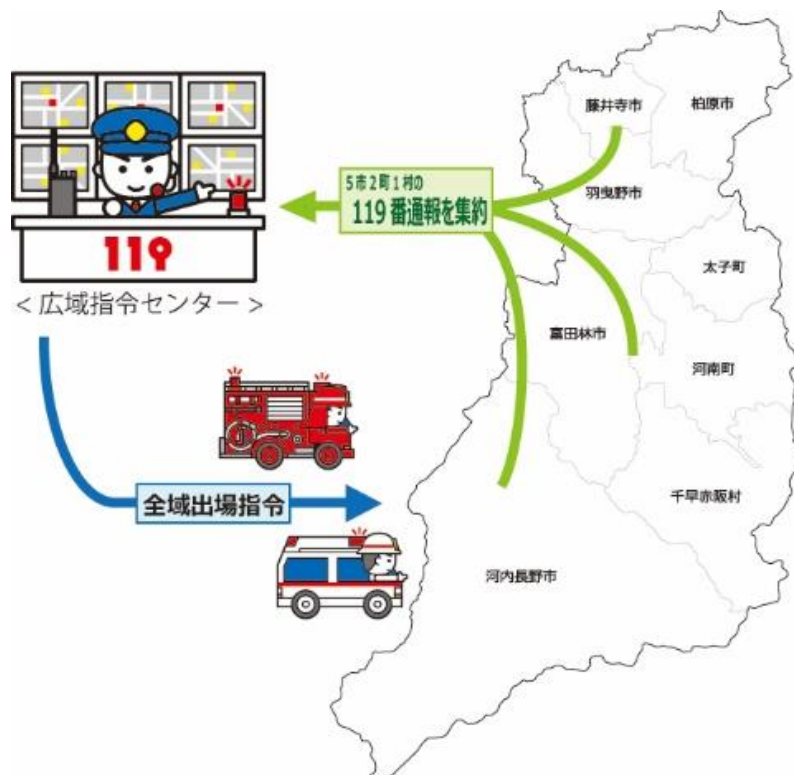 藤井寺市
柏原市
5市2町1村の
119番通報を集約
羽曳野市
119
太子町
<広域指令センター>
富田林市
河南町
全域出場指令
千早赤阪村
河内長野市